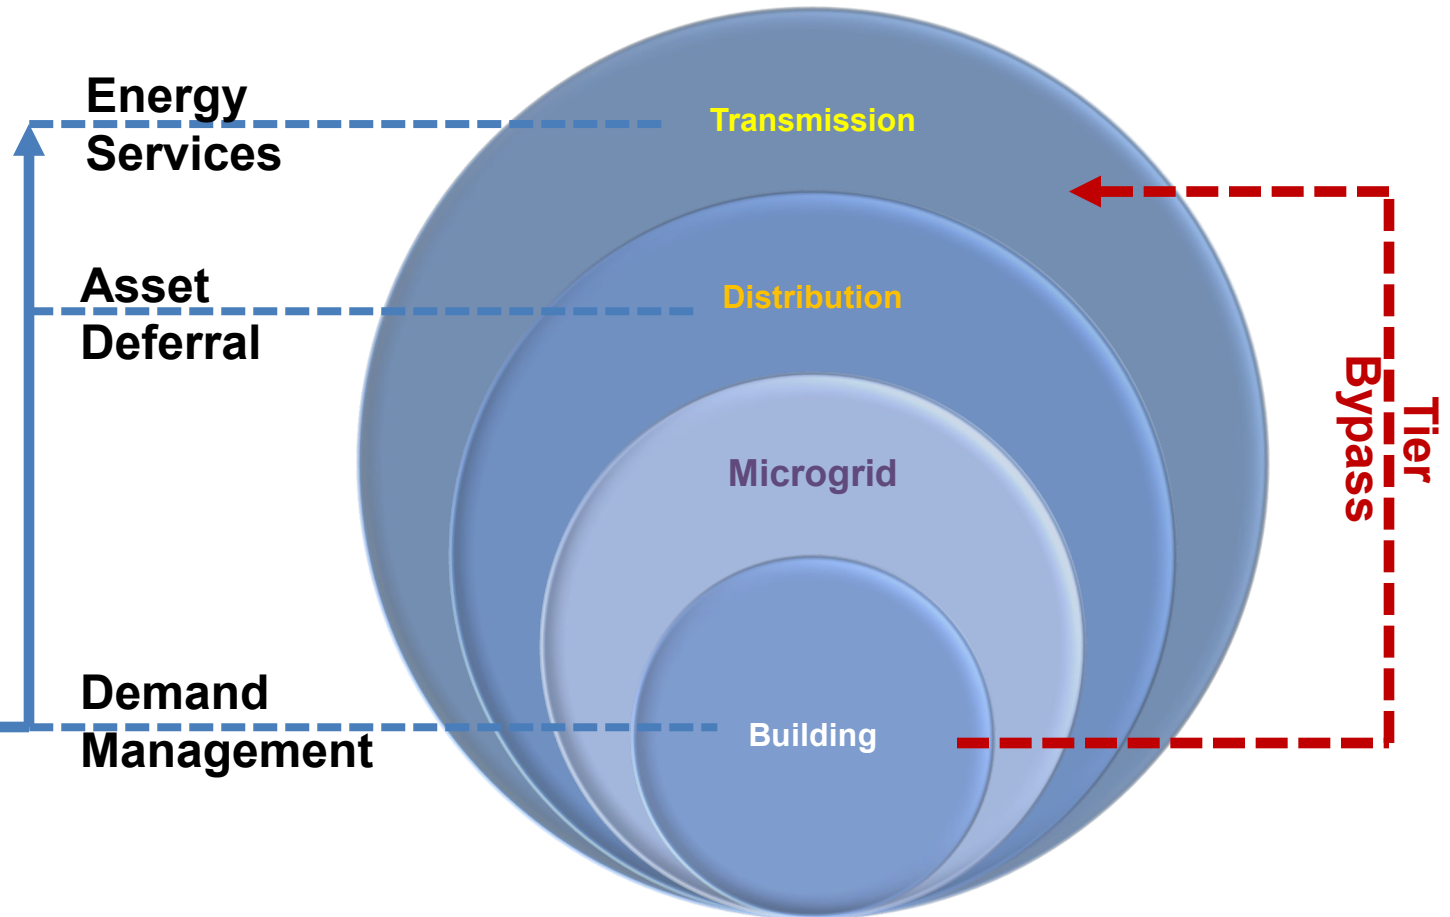 Energy
Services
Transmission
Asset
Deferral
Distribution
Microgrid
Demand
Management
Building
Tier
Bypass